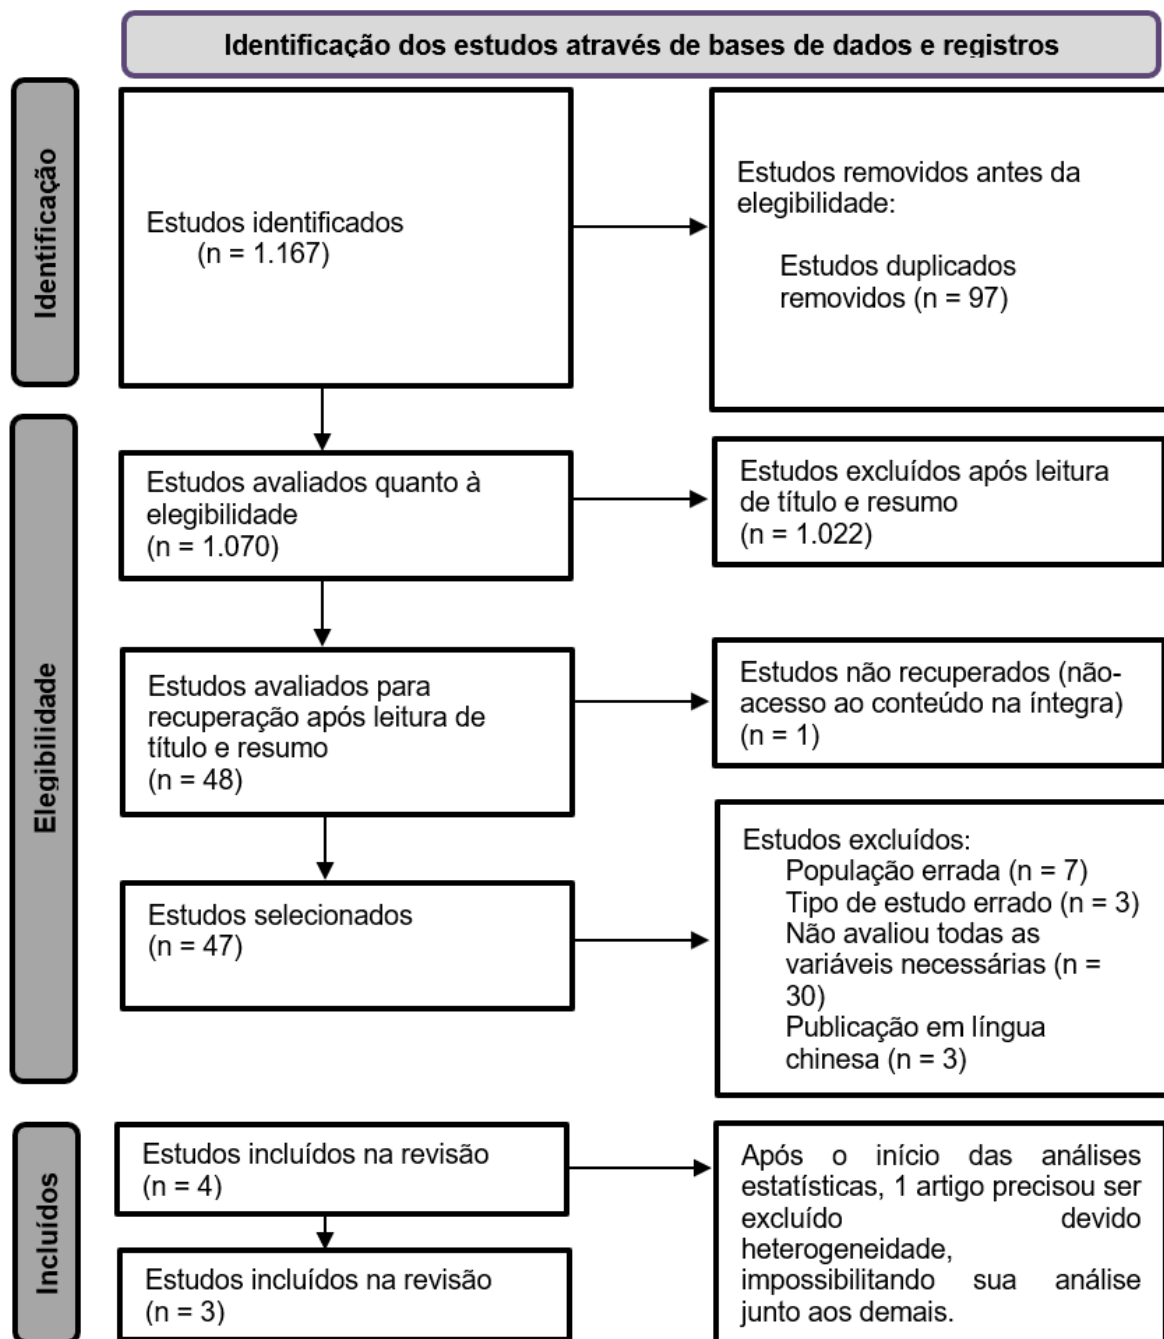 Identificação dos estudos através de bases de dados e registros
Identificação
Estudos identificados
(n = 1.167)
Estudos removidos antes da
elegibilidade:
Estudos duplicados
removidos (n = 97)
Elegibilidade
Estudos avaliados quanto à
elegibilidade
(n = 1.070)
Estudos excluídos após leitura
de título e resumo
(n = 1.022)
Estudos avaliados para
recuperação após leitura de
título e resumo
(n = 48)
Estudos não recuperados (não-
acesso ao conteúdo na íntegra)
(n = 1)
Estudos selecionados
(n = 47)
Estudos excluídos:
População errada (n = 7)
Tipo de estudo errado (n = 3)
Não avaliou todas as
variáveis necessárias (n =
30)
Publicação em língua
chinesa (n = 3)
Incluídos
Estudos incluídos na revisão
(n = 4)
Após o início das análises
estatísticas, 1 artigo precisou ser
excluído devido
heterogeneidade,
impossibilitando sua análise
junto aos demais.
Estudos incluídos na revisão
(n = 3)